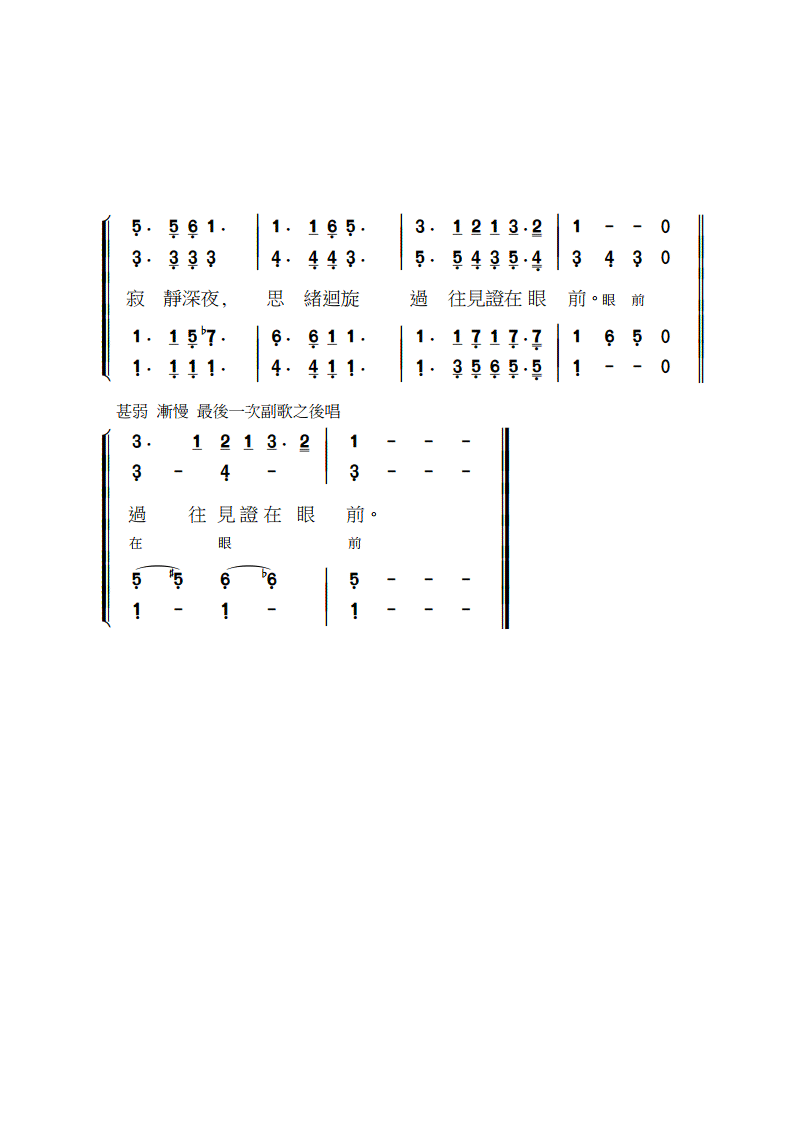 5. 5 6 1. | 1. 1 6 5. | 3. 1 2 1 3. 2 | 1 - - 0
3. 3 3 3 | 4. 4 4 3. | 5. 5 4 3 5. 4 | 3 4 3 0
寂 靜深夜, 思 緒迴旋 過 往見證在 眼 前。眼 前
1. 1 5 ♭7. | 6. 6 1 1. | 1. 1 7 1 7. 7 | 1 6 5 0
1. 1 1 1. | 4. 4 1 1. | 1. 3 5 6 5. 5 | 1 - - 0
甚弱 漸慢 最後一次副歌之後唱
3. 1 2 1 3. 2 | 1 - - -
3 - 4 - | 3 - - -
過 往 見 證 在 眼 前。
在 眼 前
5 ♯5 6 ♭6 | 5 - - -
1 - 1 - | 1 - - -